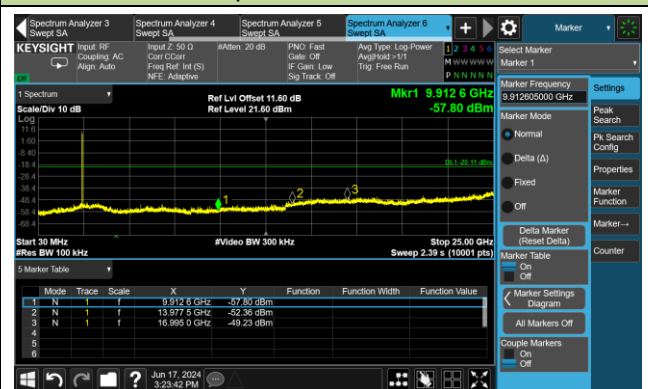 Spectrum Analyzer 3
Swept SA
Spectrum Analyzer 4
Swept SA
Spectrum Analyzer 5
Swept SA
Spectrum Analyzer 6
Swept SA
Marker
KEYSIGHT
Input: RF
Coupling: AC
Align: Auto
Input Z: 50 Ω
Corr CCorr
Freq Ref: Int (S)
NFE: Adaptive
#Atten: 20 dB
PNO: Fast
Gate: Off
IF Gain: Low
Sig Track: Off
Avg Type: Log-Power
Avg|Hold:>1/1
Trig: Free Run
1 2 3 4 5 6
M W W W W W
P N N N N N
Select Marker
Marker 1
1 Spectrum
Scale/Div 10 dB
Log
Ref Lvl Offset 11.60 dB
Ref Level 21.60 dBm
Mkr1 9.912 6 GHz
-57.80 dBm
11.6
1.60
-8.40
-18.4
-28.4
-38.4
-48.4
-58.4
-68.4
DL1 -20.11 dBm
1
2
3
Start 30 MHz
#Res BW 100 kHz
#Video BW 300 kHz
Stop 25.00 GHz
Sweep 2.39 s (10001 pts)
5 Marker Table
Mode Trace Scale X Y Function Function Width Function Value
1 N 1 f 9.912 6 GHz -57.80 dBm
2 N 1 f 13.977 5 GHz -52.36 dBm
3 N 1 f 16.995 0 GHz -49.23 dBm
4
5
6
Marker Frequency
9.912605000 GHz
Marker Mode
Normal
Delta (Δ)
Fixed
Off
Delta Marker
(Reset Delta)
Marker Table
On
Off
Marker Settings
Diagram
All Markers Off
Couple Markers
On
Off
Settings
Peak
Search
Pk Search
Config
Properties
Marker
Function
Marker→
Counter
Jun 17, 2024
3:23:42 PM